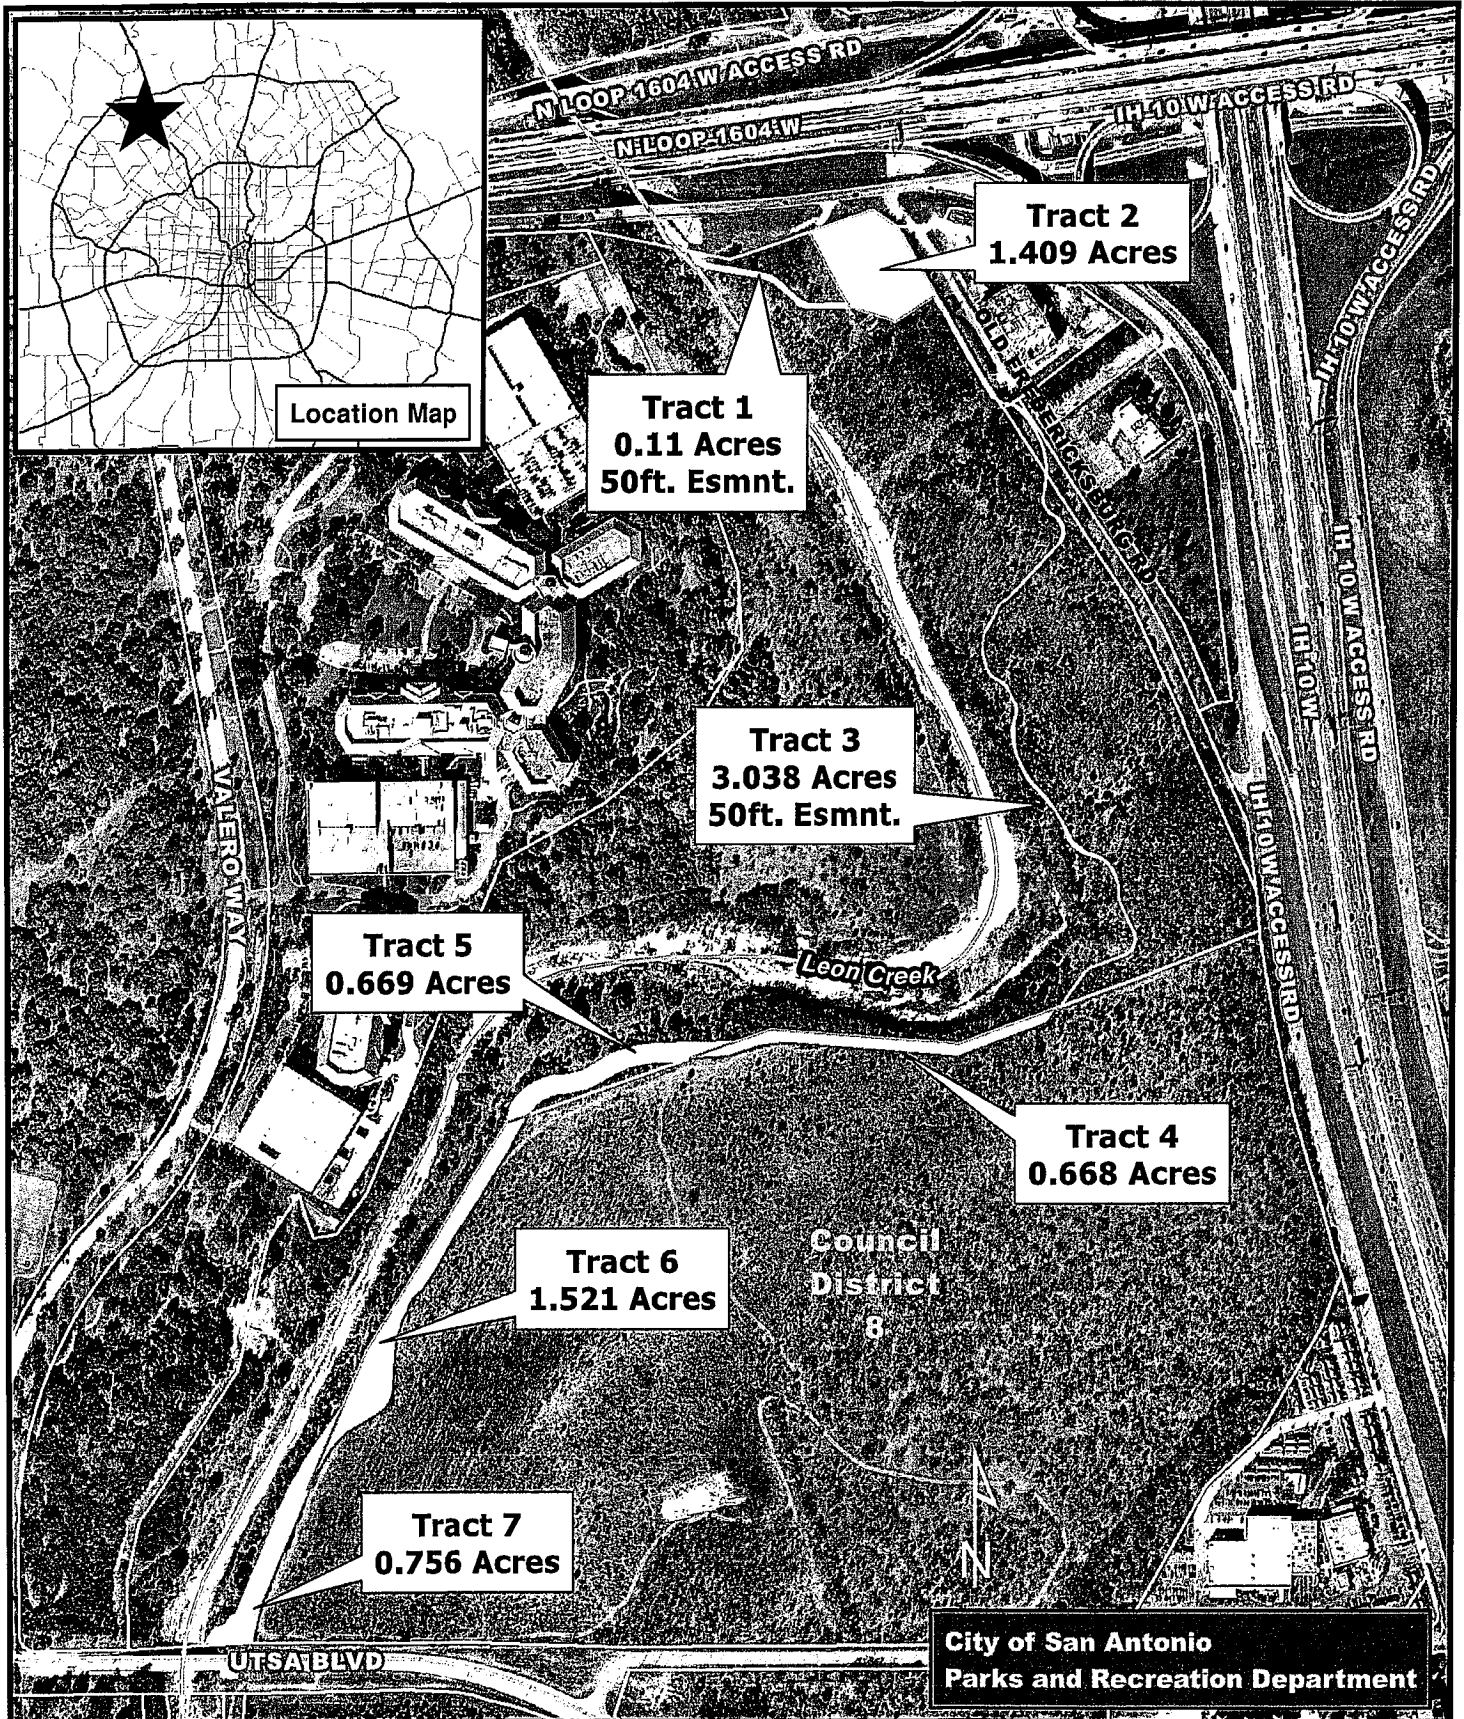 N LOOP 1604 W ACCESS RD
IH 10 W ACCESS RD
N LOOP 1604 W
Tract 2
1.409 Acres
IH 10 W ACCESS RD
Location Map
Tract 1
0.11 Acres
50ft. Esmnt.
OLD FREDERICKSBURG RD
IH 10 W ACCESS RD
IH 10 W
Tract 3
3.038 Acres
50ft. Esmnt.
VALERO WAY
IH 10 W ACCESS RD
Tract 5
0.669 Acres
Leon Creek
Tract 4
0.668 Acres
Council
District
8
Tract 6
1.521 Acres
Tract 7
0.756 Acres
N
UTSA BLVD
City of San Antonio
Parks and Recreation Department